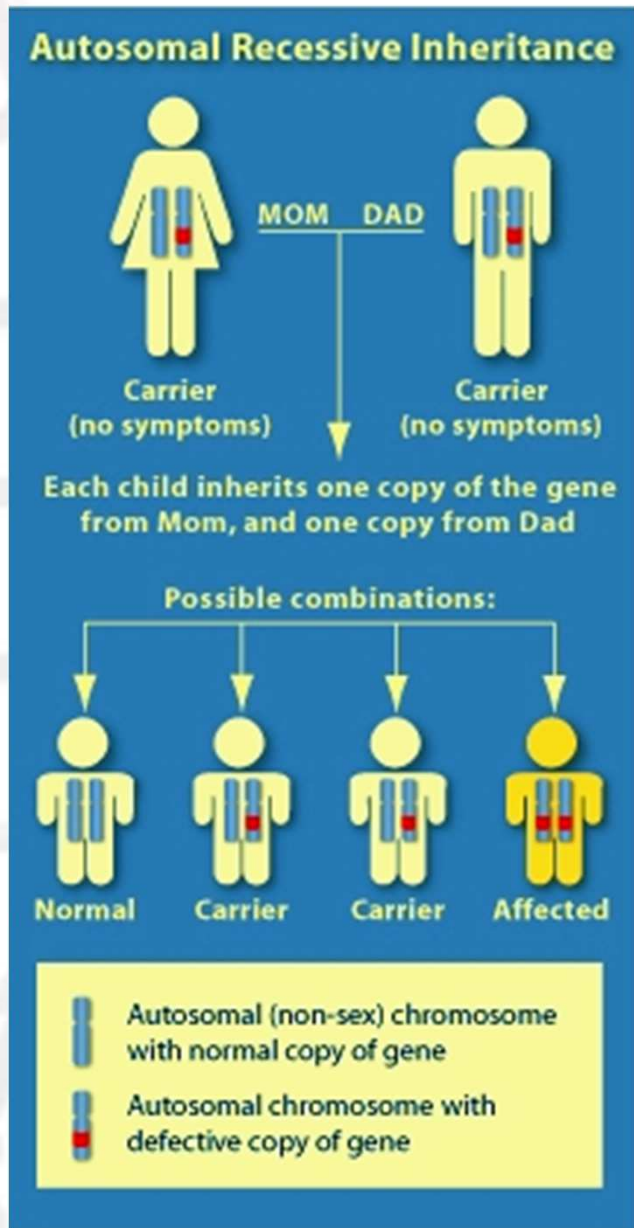 Autosomal Recessive Inheritance
MOM DAD
Carrier
(no symptoms)
Carrier
(no symptoms)
Each child inherits one copy of the gene
from Mom, and one copy from Dad
Possible combinations:
Normal Carrier Carrier Affected
Autosomal (non-sex) chromosome
with normal copy of gene
Autosomal chromosome with
defective copy of gene